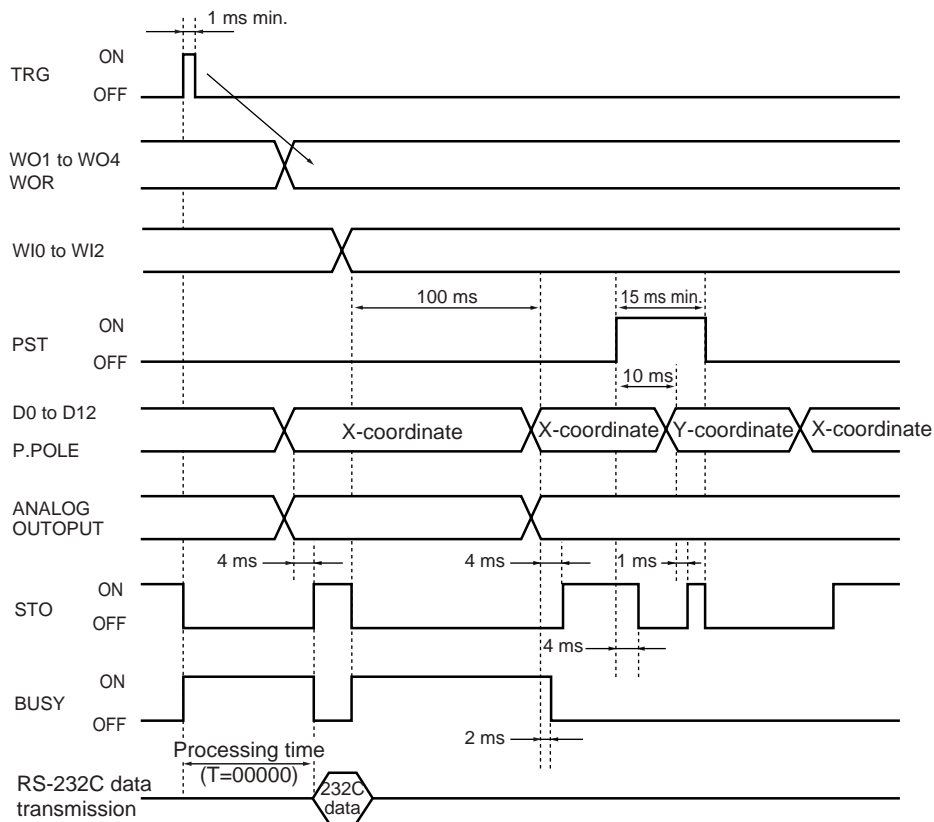 1 ms min.
TRG
ON
OFF
WO1 to WO4
WOR
WI0 to WI2
100 ms
15 ms min.
PST
ON
OFF
10 ms
D0 to D12
P.POLE
X-coordinate
X-coordinate
Y-coordinate
X-coordinate
ANALOG
OUTOPUT
4 ms
4 ms
1 ms
STO
ON
OFF
4 ms
BUSY
ON
OFF
2 ms
Processing time
(T=00000)
RS-232C data
transmission
232C
data